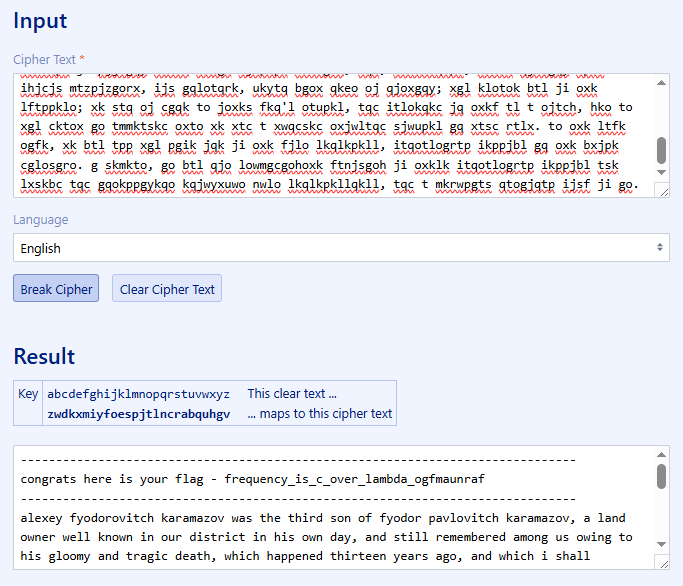 Input
Cipher Text *
ihjcjs mtzpjzgorx, ijs gqlotqrk, ukytq bgox qkeo oj qjoxgqy; xgl klotok btl ji oxk
lftppklo; xk stq oj cgqk to joxks fkq'l otupkl, tqc itlokqkc jq oxkf tl t ojtch, hko to
xgl cktox go tmmktskc oxto xk xtc t xwqcskc oxjwltqc sjwupkl gq xtsc rtlx. to oxk ltfk
ogfk, xk btl tpp xgl pgik jqk ji oxk fjlo lkqlkpkll, itqotlogrtp ikppjbl gq oxk bxjpk
cglosgro. g skmkto, go btl qjo lowmgcgohoxk ftnjsgoh ji oxklk itqotlogrtp ikppjbl tsk
lxskbc tqc gqokppgykqo kqjwyxuwo nwlo lkqlkpkllqkll, tqc t mkrwpgts qtogjqtp ijsf ji go.
Language
English
Break Cipher
Clear Cipher Text
Result
Key abcdefghijklmnopqrstuvwxyz This clear text ...
zwdkxmiyfoespjtlncrabquhgv ... maps to this cipher text
--------------------------------------------------------------------------
congrats here is your flag - frequency_is_c_over_lambda_ogfmaunraf
--------------------------------------------------------------------------
alexey fyodorovitch karamazov was the third son of fyodor pavlovitch karamazov, a land
owner well known in our district in his own day, and still remembered among us owing to
his gloomy and tragic death, which happened thirteen years ago, and which i shall